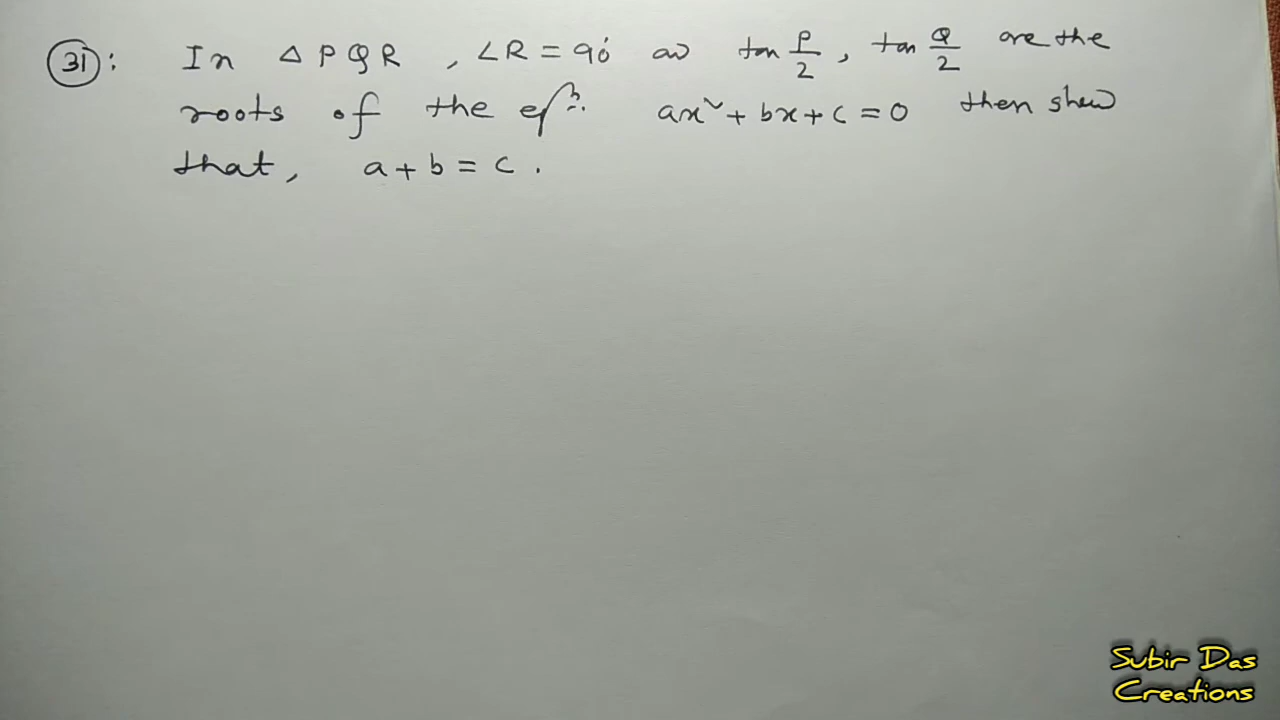 31: In △PQR, ∠R = 90° and tan P/2, tan Q/2 are the
roots of the eqn. ax² + bx + c = 0 then show
that, a + b = c.
Subir Das
Creations